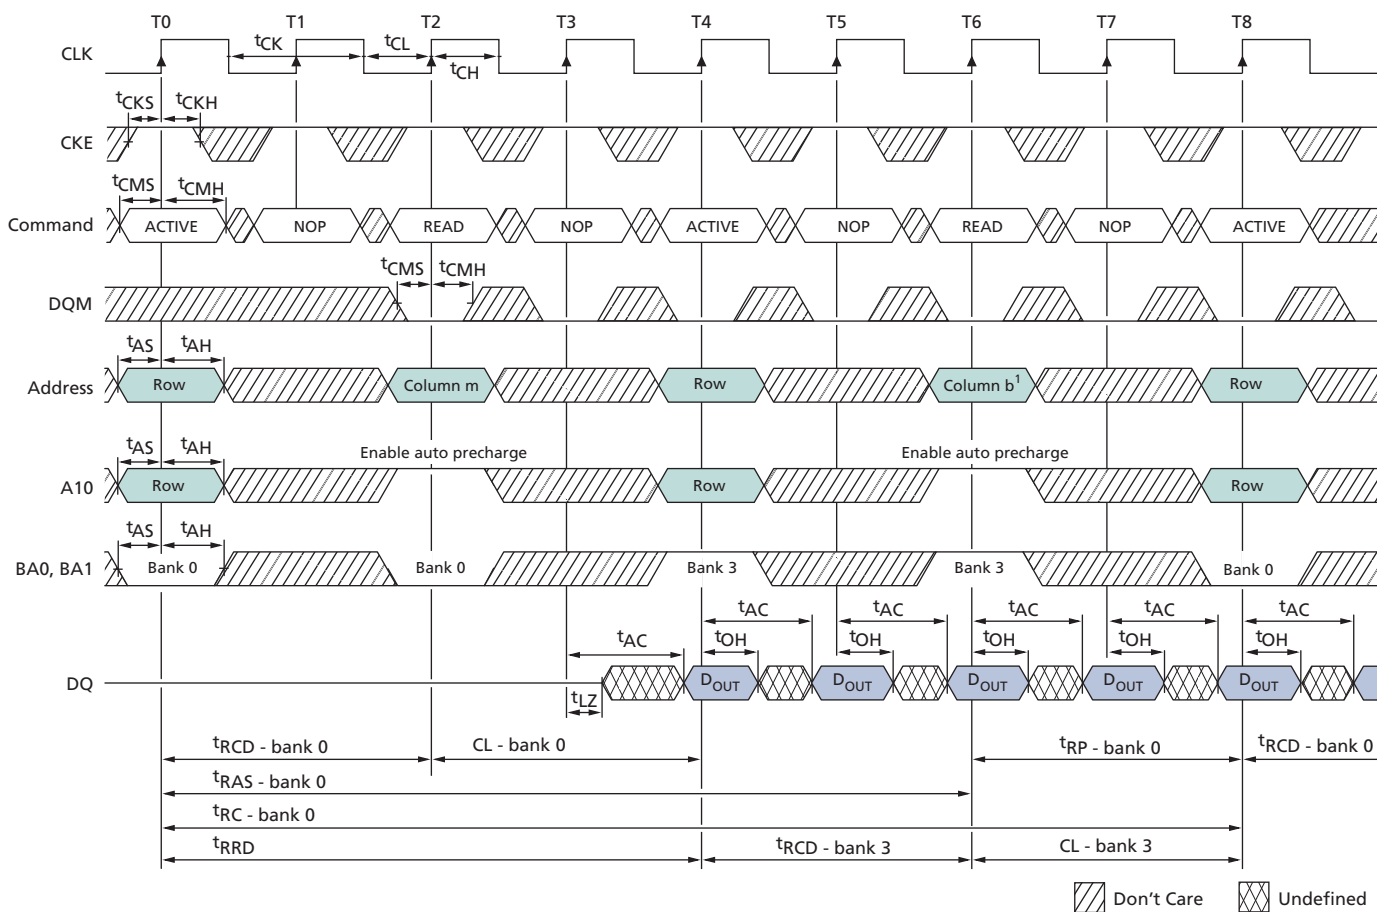 T0 T1 T2 T3 T4 T5 T6 T7 T8
CLK tCK tCL tCH
tCKS tCKH
CKE
tCMS tCMH
Command ACTIVE NOP READ NOP ACTIVE NOP READ NOP ACTIVE
tCMS tCMH
DQM
tAS tAH
Address Row Column m Row Column b1 Row
tAS tAH Enable auto precharge Enable auto precharge
A10 Row Row Row
tAS tAH
BA0, BA1 Bank 0 Bank 0 Bank 3 Bank 3 Bank 0
tAC tAC tAC tAC tAC tAC
tOH tOH tOH tOH tOH
DQ DOUT DOUT DOUT DOUT DOUT
tLZ
tRCD - bank 0 CL - bank 0 tRP - bank 0 tRCD - bank 0
tRAS - bank 0
tRC - bank 0
tRRD tRCD - bank 3 CL - bank 3
Don't Care Undefined